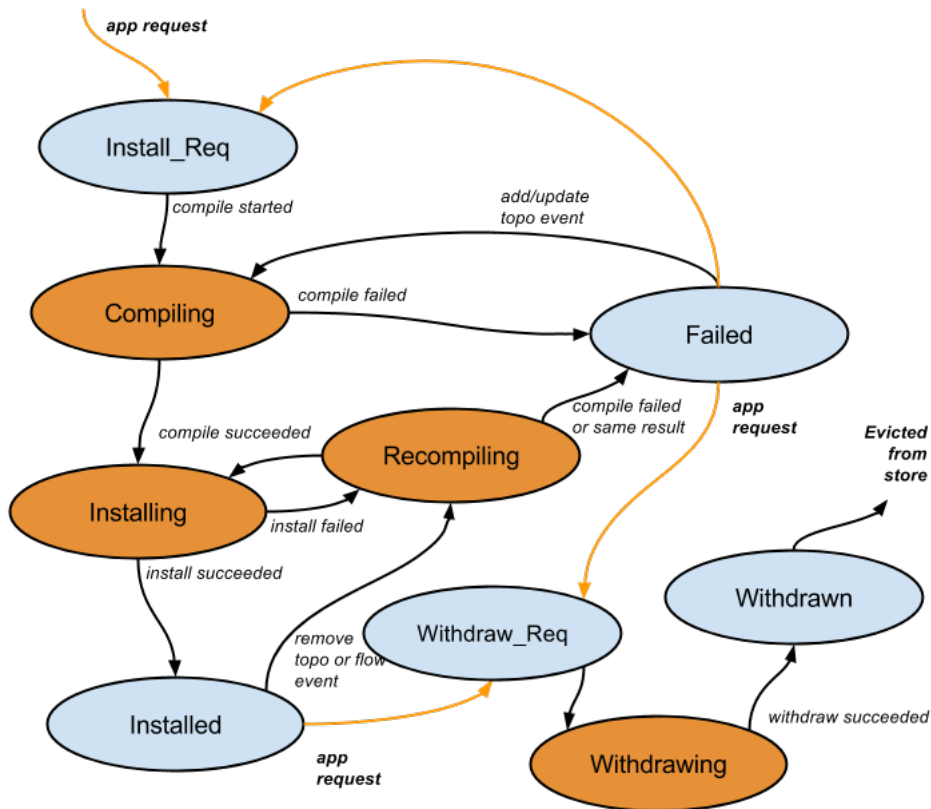 app request
Install_Req
compile started
add/update
topo event
Compiling
compile failed
Failed
compile succeeded
Recompiling
compile failed
or same result
app
request
Evicted
from
store
Installing
install failed
install succeeded
Withdraw_Req
Withdrawn
remove
topo or flow
event
Installed
app
request
Withdrawing
withdraw succeeded